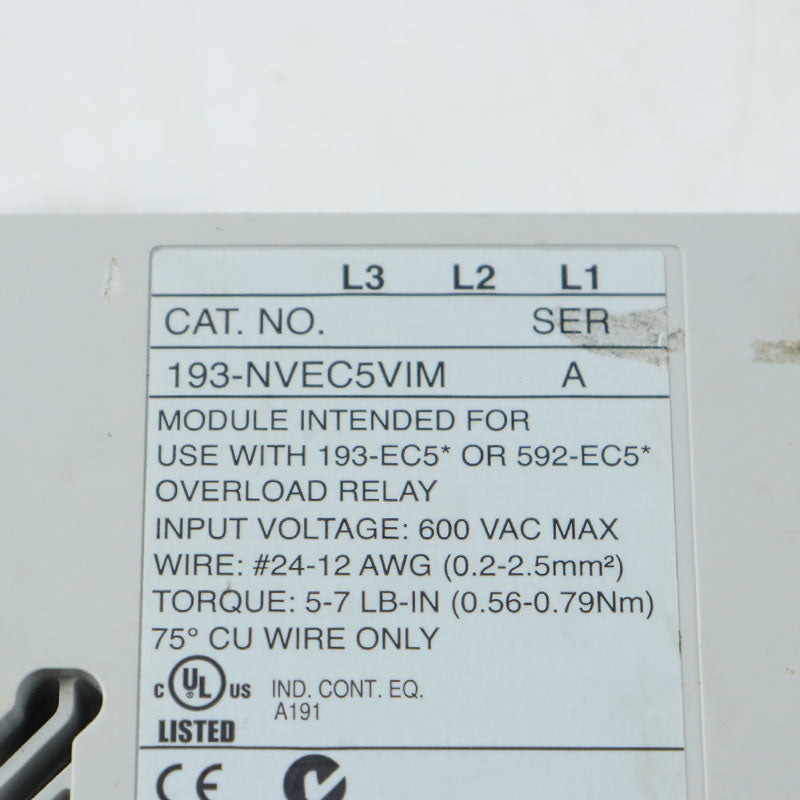 L3 L2 L1
CAT. NO. SER
193-NVEC5VIM A
MODULE INTENDED FOR
USE WITH 193-EC5* OR 592-EC5*
OVERLOAD RELAY
INPUT VOLTAGE: 600 VAC MAX
WIRE: #24-12 AWG (0.2-2.5mm²)
TORQUE: 5-7 LB-IN (0.56-0.79Nm)
75° CU WIRE ONLY
C UL ® US IND. CONT. EQ.
A191
LISTED
CE